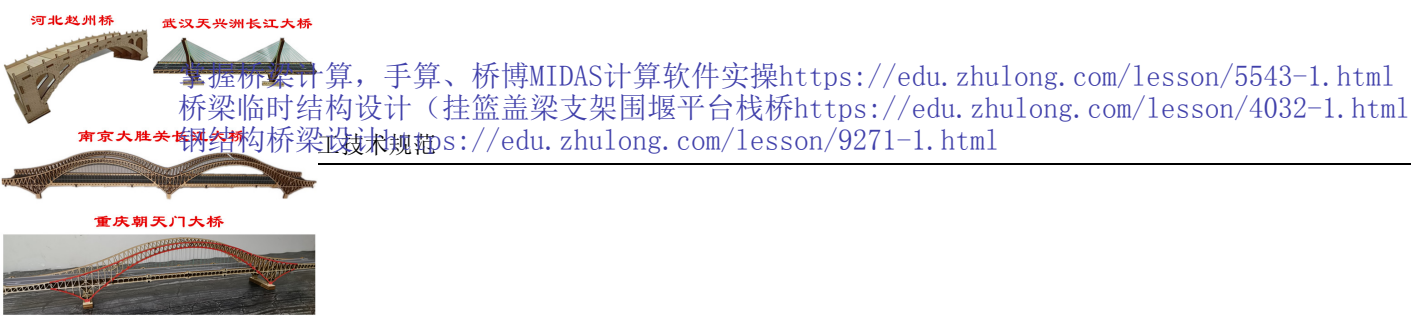 河北赵州桥
武汉天兴洲长江大桥
掌握桥梁计算，手算、桥博MIDAS计算软件实操https://edu.zhulong.com/lesson/5543-1.html
桥梁临时结构设计（挂篮盖梁支架围堰平台栈桥https://edu.zhulong.com/lesson/4032-1.html
南京大胜关长江大桥
钢结构桥梁设计https://edu.zhulong.com/lesson/9271-1.html
工技术规范
重庆朝天门大桥